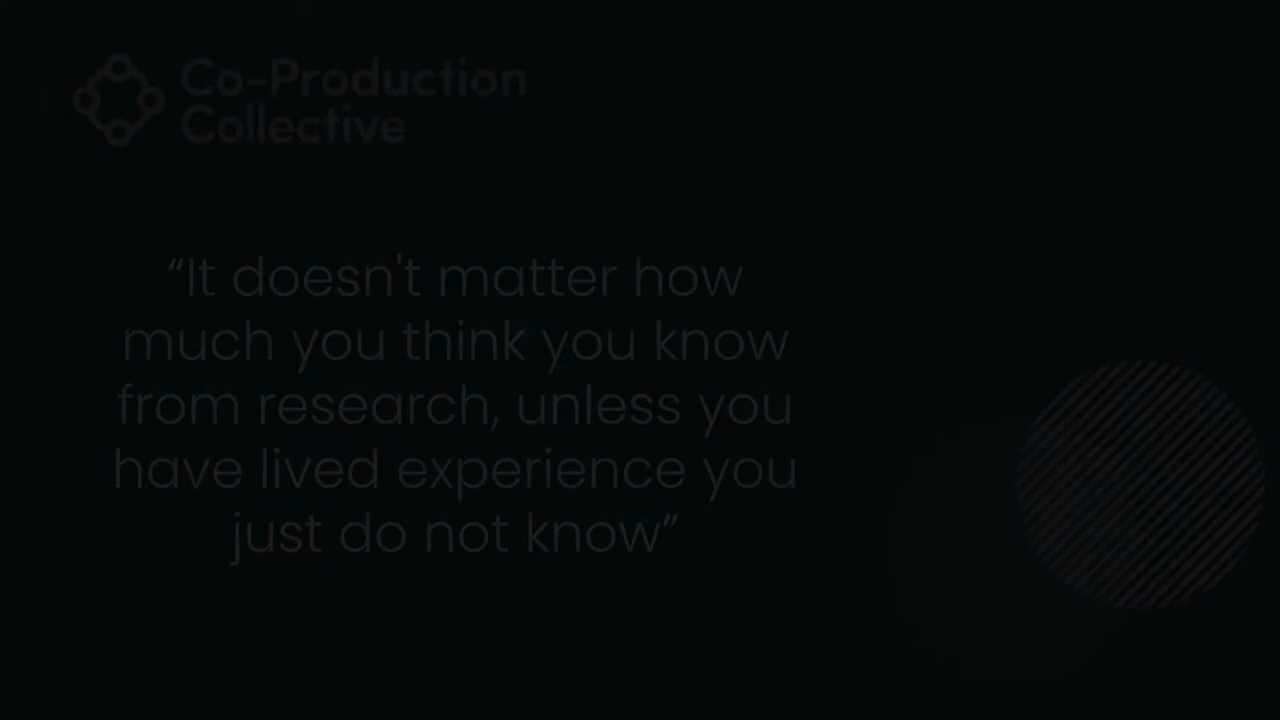 Co-Production
Collective
“It doesn't matter how
much you think you know
from research, unless you
have lived experience you
just do not know”